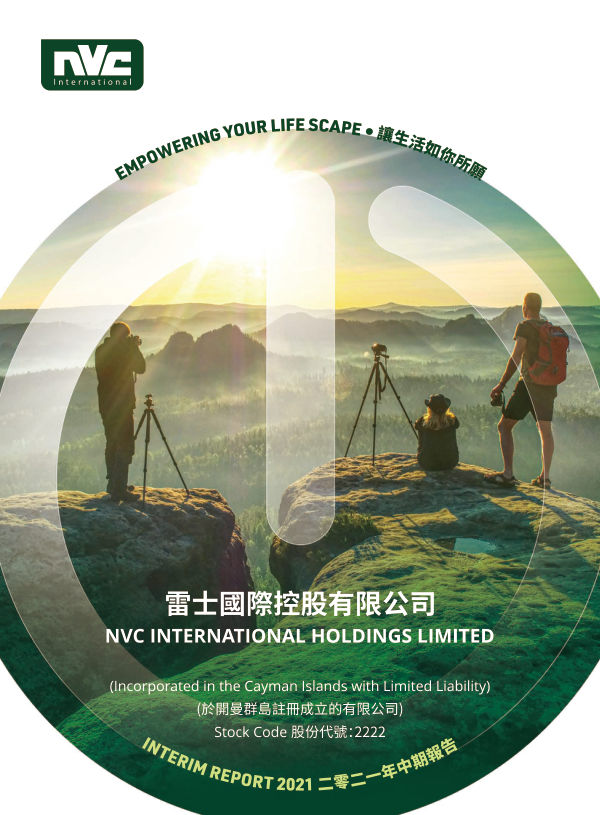 nvc
International
EMPOWERING YOUR LIFE SCAPE • 讓生活如你所願
雷士國際控股有限公司
NVC INTERNATIONAL HOLDINGS LIMITED
(Incorporated in the Cayman Islands with Limited Liability)
(於開曼群島註冊成立的有限公司)
Stock Code 股份代號：2222
INTERIM REPORT 2021 二零二一年中期報告